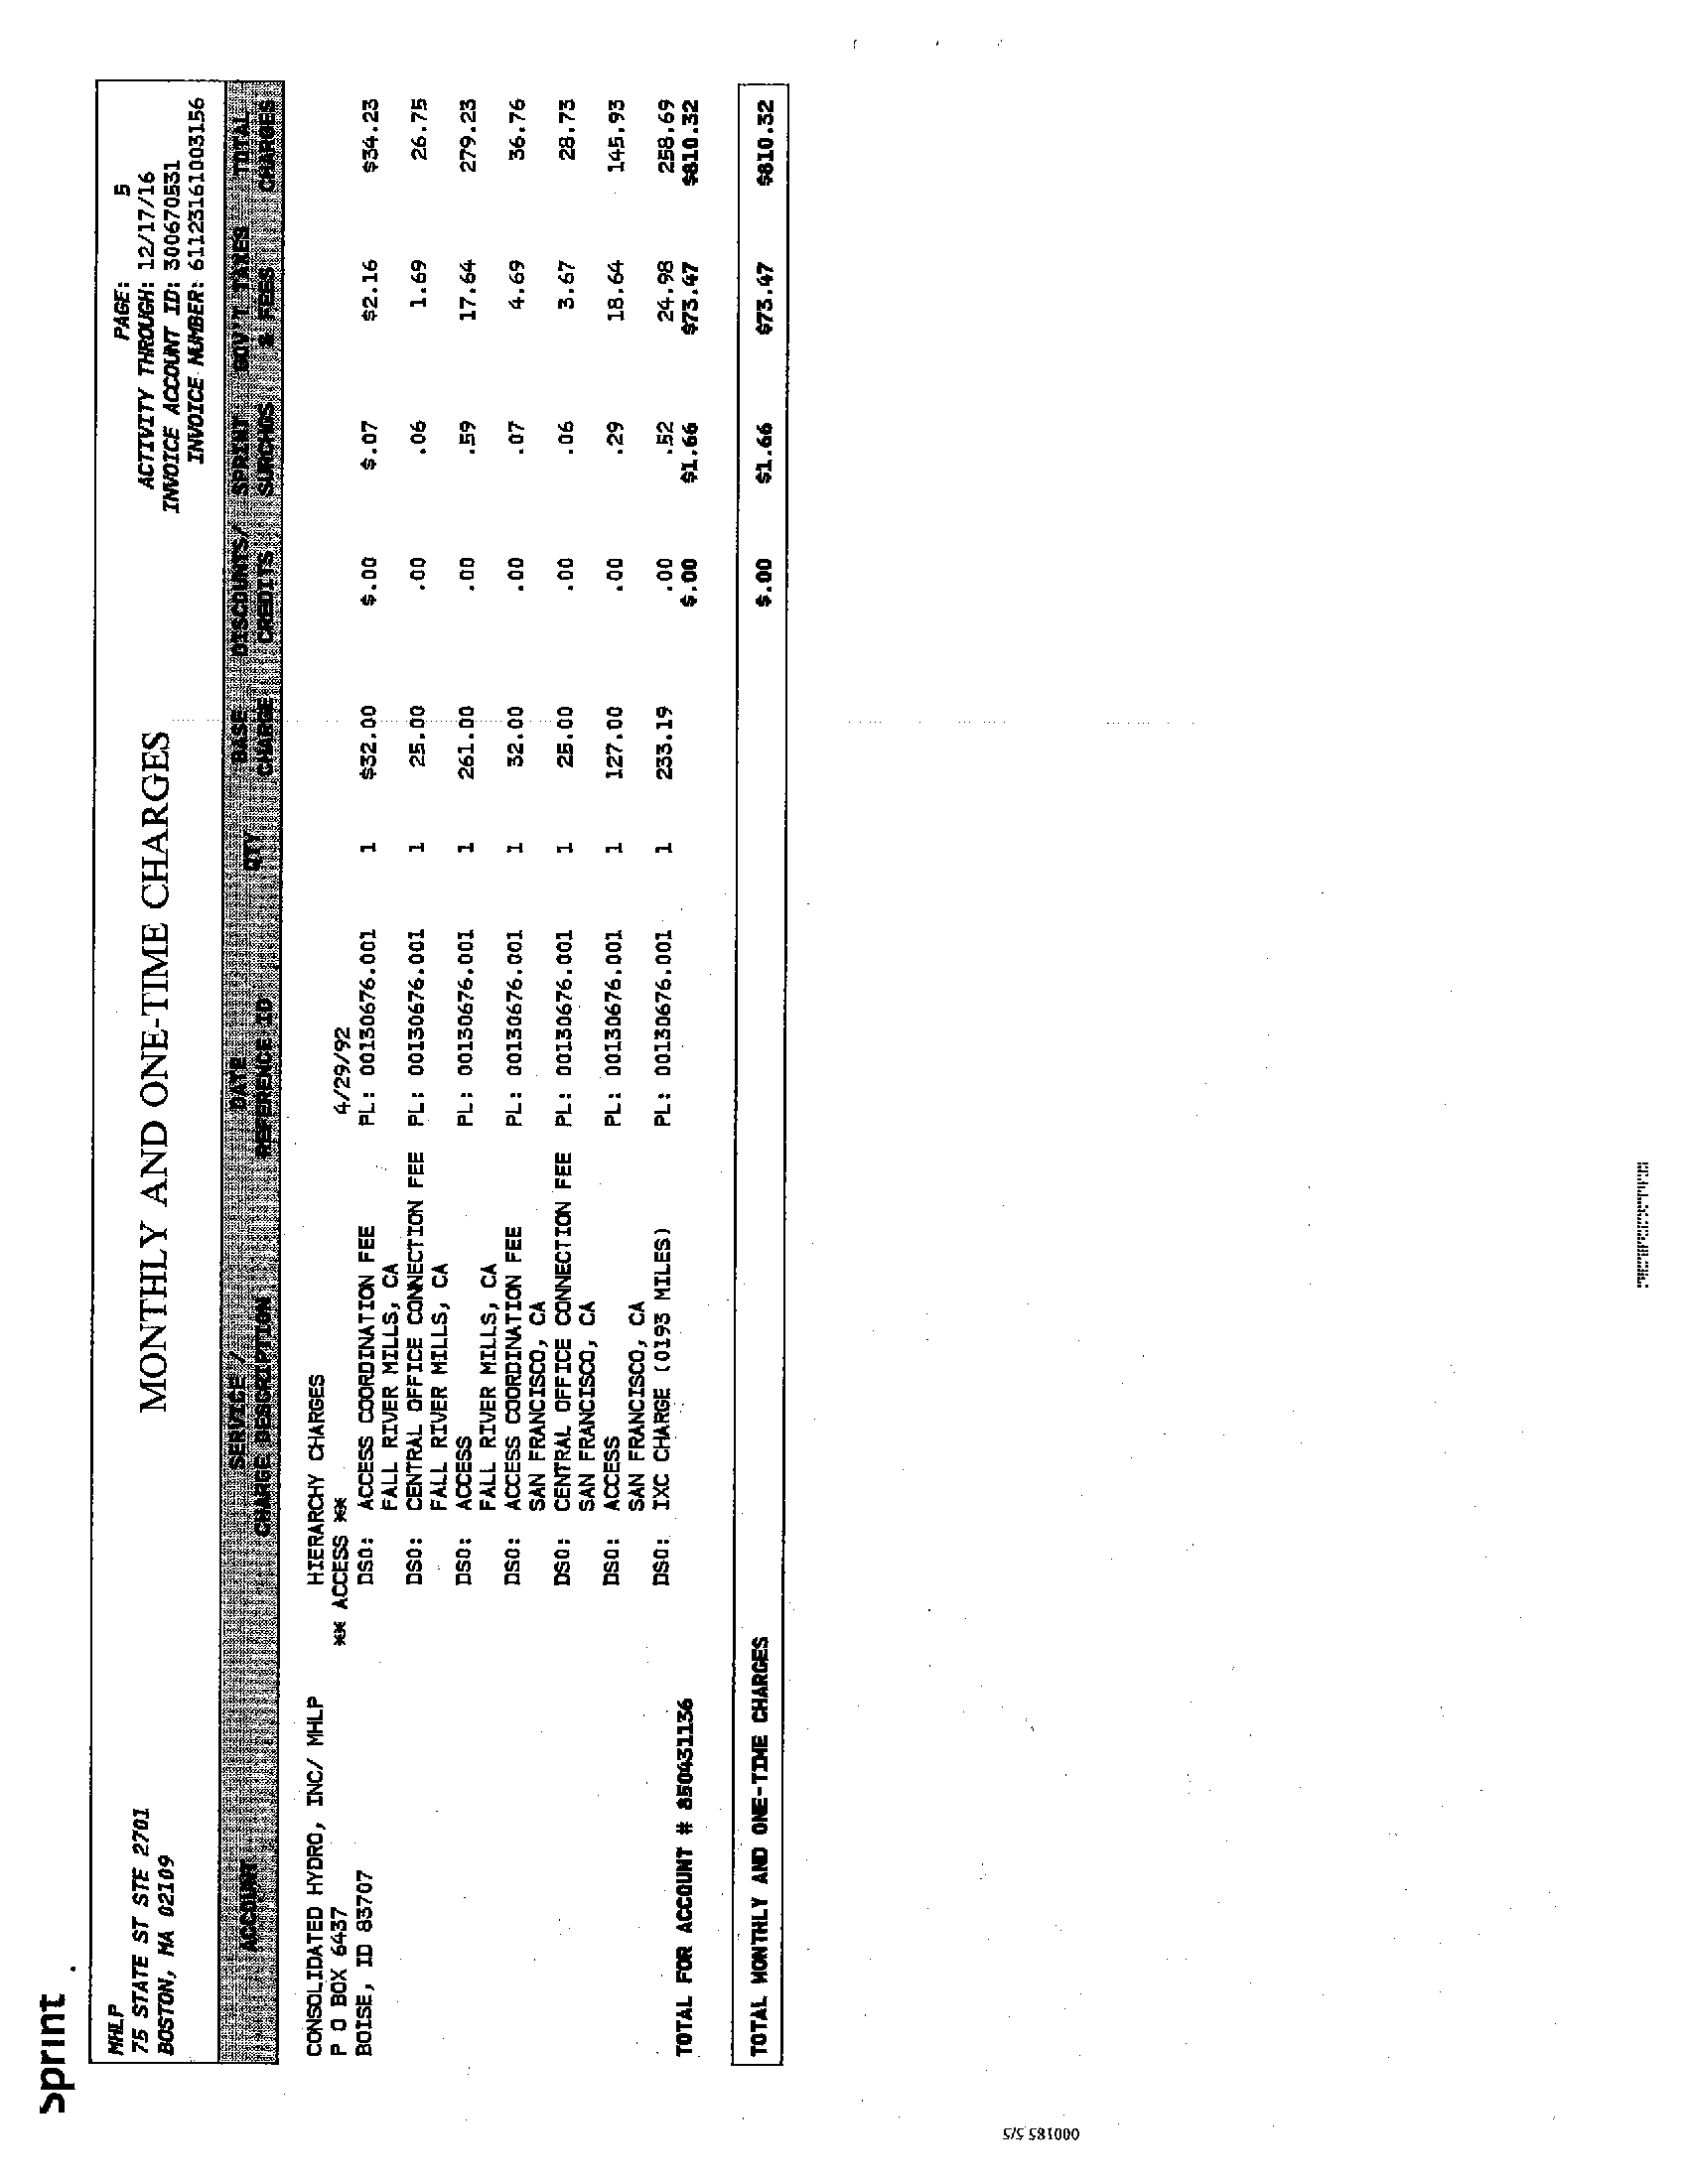 Sprint
MHLP
75 STATE ST STE 2701
BOSTON, MA 02109
MONTHLY AND ONE-TIME CHARGES
PAGE: 5
ACTIVITY THROUGH: 12/17/16
INVOICE ACCOUNT ID: 300670531
INVOICE NUMBER: 61123161003156
ACCOUNT SERVICE / CHARGE DESCRIPTION DATE REFERENCE ID QTY BASE CHARGE DISCOUNTS/ CREDITS SPRINT SURCHGS GOV'T TAXES & FEES TOTAL CHARGES
CONSOLIDATED HYDRO, INC/ MHLP HIERARCHY CHARGES
P O BOX 6437 ** ACCESS ** 4/29/92
BOISE, ID 83707 DS0: ACCESS COORDINATION FEE PL: 00130676.001 1 $32.00 $.00 $.07 $2.16 $34.23
FALL RIVER MILLS, CA
DS0: CENTRAL OFFICE CONNECTION FEE PL: 00130676.001 1 25.00 .00 .06 1.69 26.75
FALL RIVER MILLS, CA
DS0: ACCESS PL: 00130676.001 1 261.00 .00 .59 17.64 279.23
FALL RIVER MILLS, CA
DS0: ACCESS COORDINATION FEE PL: 00130676.001 1 32.00 .00 .07 4.69 36.76
SAN FRANCISCO, CA
DS0: CENTRAL OFFICE CONNECTION FEE PL: 00130676.001 1 25.00 .00 .06 3.67 28.73
SAN FRANCISCO, CA
DS0: ACCESS PL: 00130676.001 1 127.00 .00 .29 18.64 145.93
SAN FRANCISCO, CA
DS0: IXC CHARGE (0193 MILES) PL: 00130676.001 1 233.19 .00 .52 24.98 258.69
TOTAL FOR ACCOUNT # 850431136 $.00 $1.66 $73.47 $810.32
TOTAL MONTHLY AND ONE-TIME CHARGES $.00 $1.66 $73.47 $810.32
000185 5/5